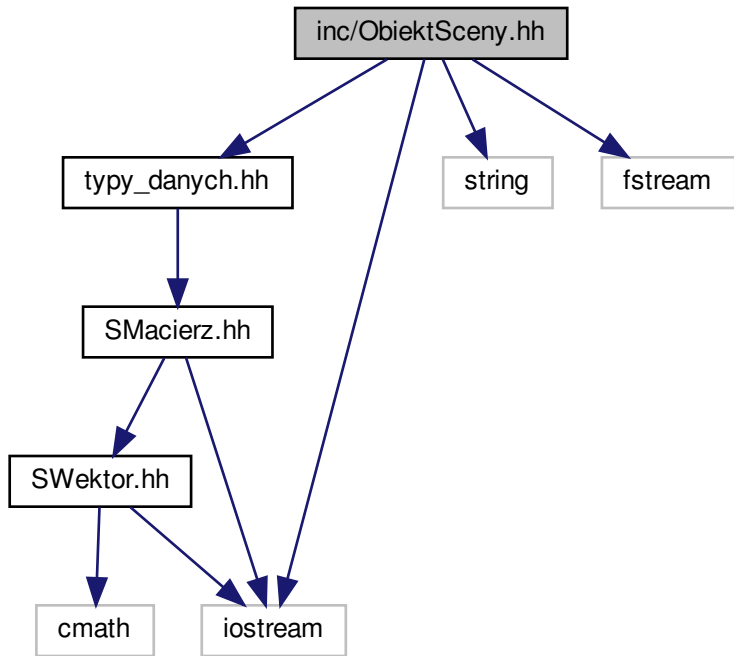 inc/ObiektSceny.hh
typy_danych.hh
string
fstream
SMacierz.hh
SWektor.hh
cmath
iostream